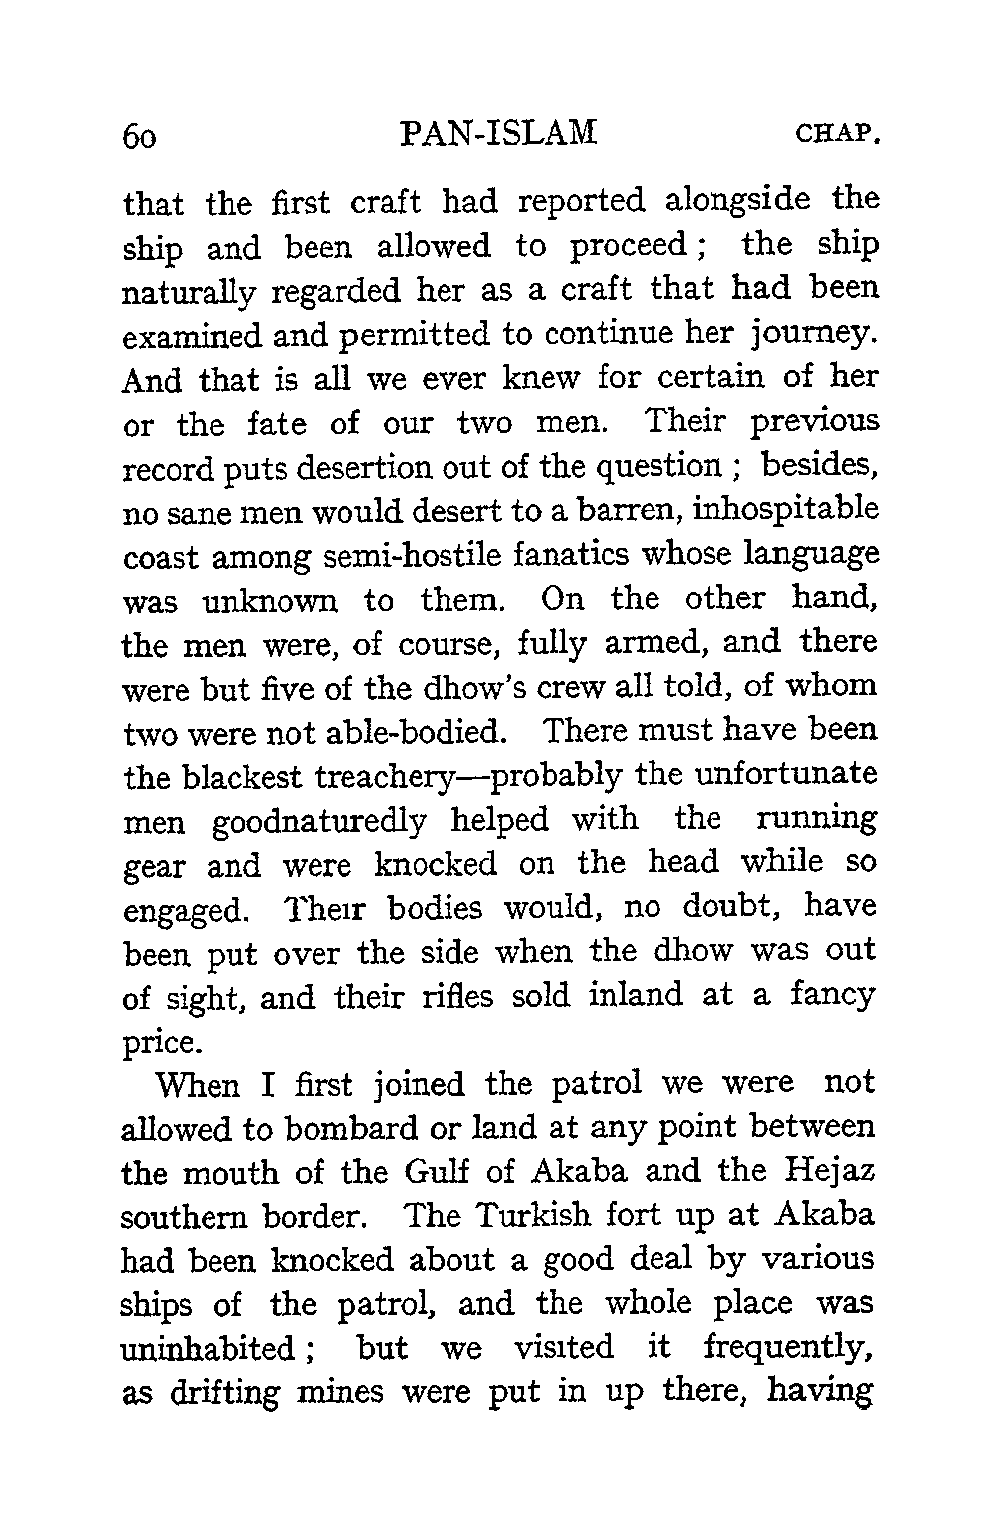 60 PAN-ISLAM CHAP.
that the first craft had reported alongside the
ship and been allowed to proceed ; the ship
naturally regarded her as a craft that had been
examined and permitted to continue her journey.
And that is all we ever knew for certain of her
or the fate of our two men. Their previous
record puts desertion out of the question ; besides,
no sane men would desert to a barren, inhospitable
coast among semi-hostile fanatics whose language
was unknown to them. On the other hand,
the men were, of course, fully armed, and there
were but five of the dhow's crew all told, of whom
two were not able-bodied. There must have been
the blackest treachery—probably the unfortunate
men goodnaturedly helped with the running
gear and were knocked on the head while so
engaged. Their bodies would, no doubt, have
been put over the side when the dhow was out
of sight, and their rifles sold inland at a fancy
price.
When I first joined the patrol we were not
allowed to bombard or land at any point between
the mouth of the Gulf of Akaba and the Hejaz
southern border. The Turkish fort up at Akaba
had been knocked about a good deal by various
ships of the patrol, and the whole place was
uninhabited ; but we visited it frequently,
as drifting mines were put in up there, having